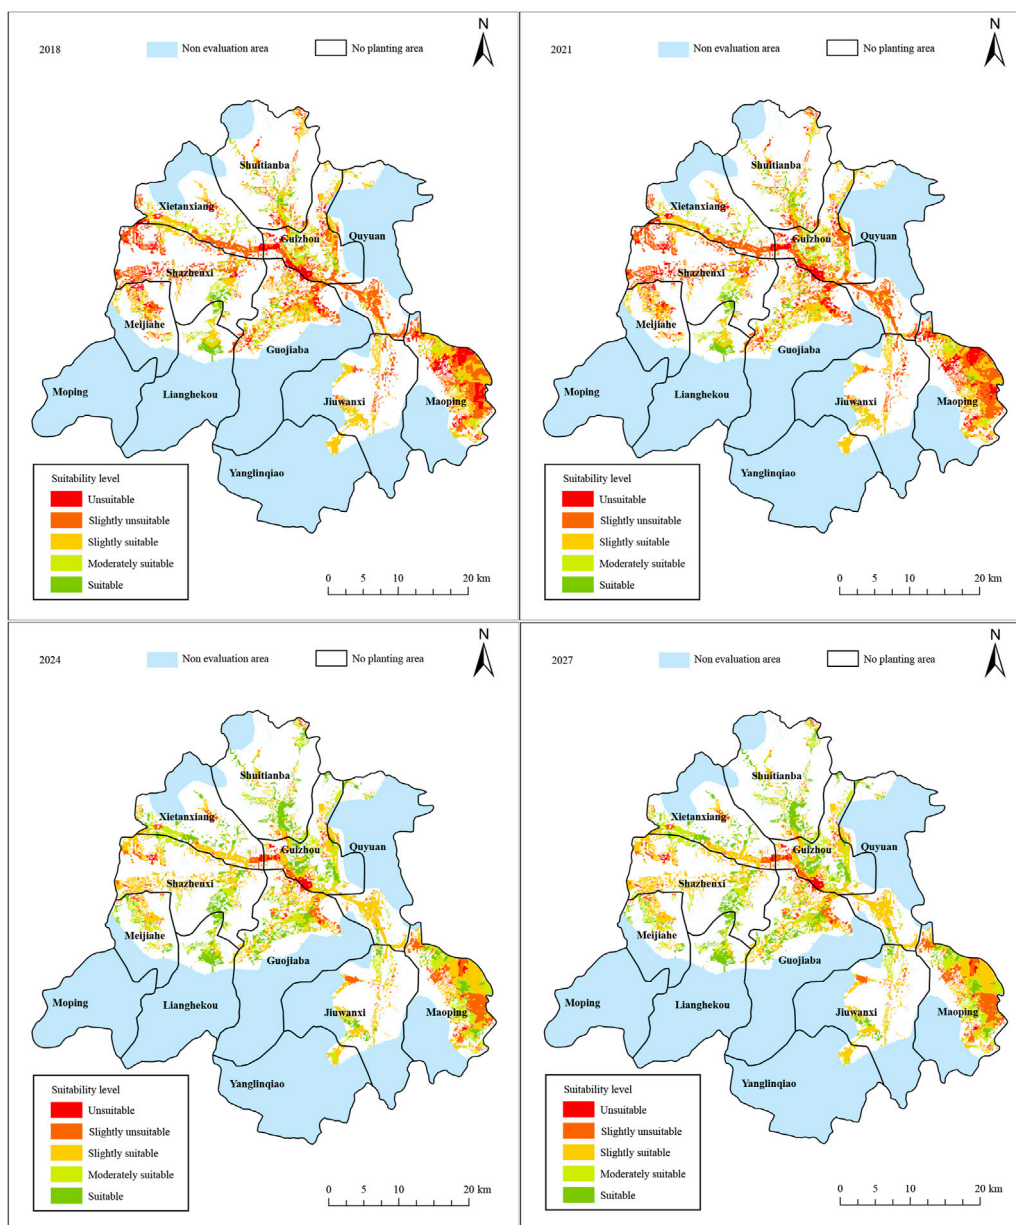 N
2018 Non evaluation area No planting area
Shuitianba
Xietanxiang
Quyuan
Guizhou
Shazhenxi
Meijiahe
Guojiaba
Moping
Lianghekou
Jiuwanxi
Maoping
Yanglinqiao
Suitability level
Unsuitable
Slightly unsuitable
Slightly suitable
Moderately suitable
Suitable
0 5 10 20 km
N
2021 Non evaluation area No planting area
Shuitianba
Xietanxiang
Quyuan
Guizhou
Shazhenxi
Meijiahe
Guojiaba
Moping
Lianghekou
Jiuwanxi
Maoping
Yanglinqiao
Suitability level
Unsuitable
Slightly unsuitable
Slightly suitable
Moderately suitable
Suitable
0 5 10 20 km
N
2024 Non evaluation area No planting area
Shuitianba
Xietanxiang
Quyuan
Guizhou
Shazhenxi
Meijiahe
Guojiaba
Moping
Lianghekou
Jiuwanxi
Maoping
Yanglinqiao
Suitability level
Unsuitable
Slightly unsuitable
Slightly suitable
Moderately suitable
Suitable
0 5 10 20 km
N
2027 Non evaluation area No planting area
Shuitianba
Xietanxiang
Quyuan
Guizhou
Shazhenxi
Meijiahe
Guojiaba
Moping
Lianghekou
Jiuwanxi
Maoping
Yanglinqiao
Suitability level
Unsuitable
Slightly unsuitable
Slightly suitable
Moderately suitable
Suitable
0 5 10 20 km